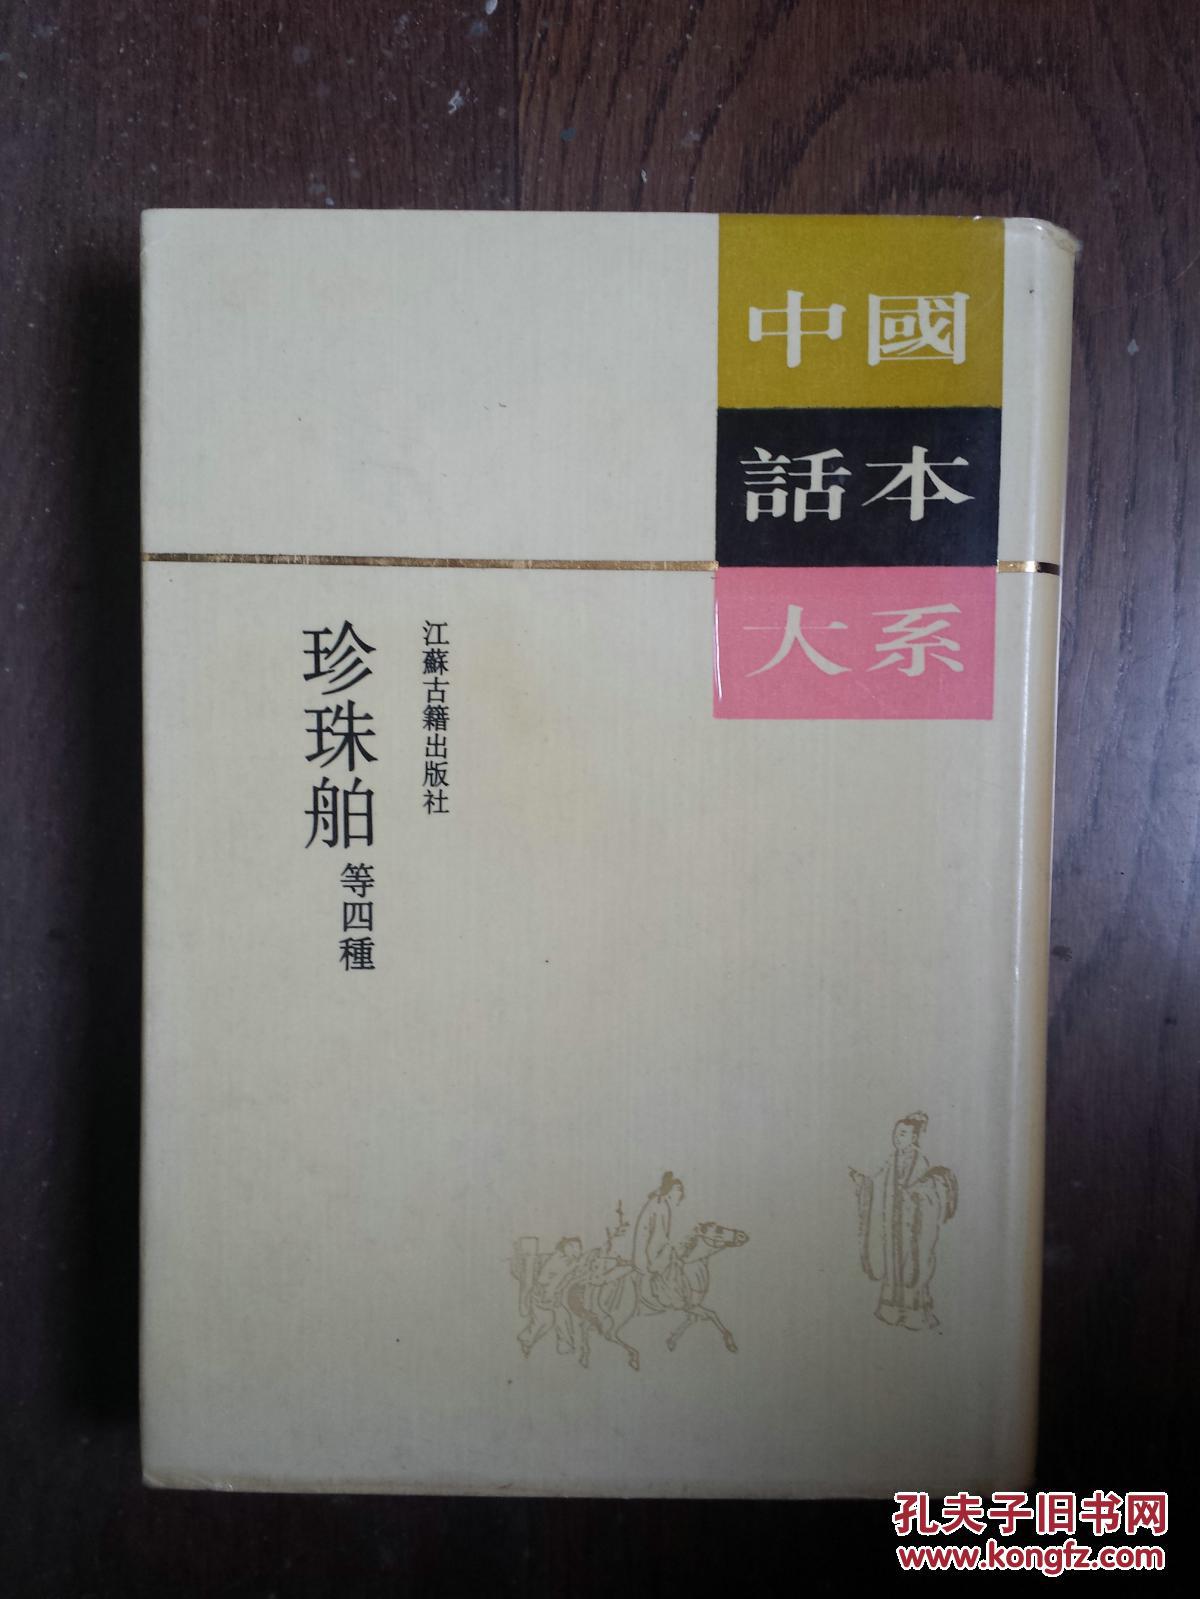 中國
話本
大系
江蘇古籍出版社
珍珠舶等四種
孔夫子旧书网
www.kongfz.com